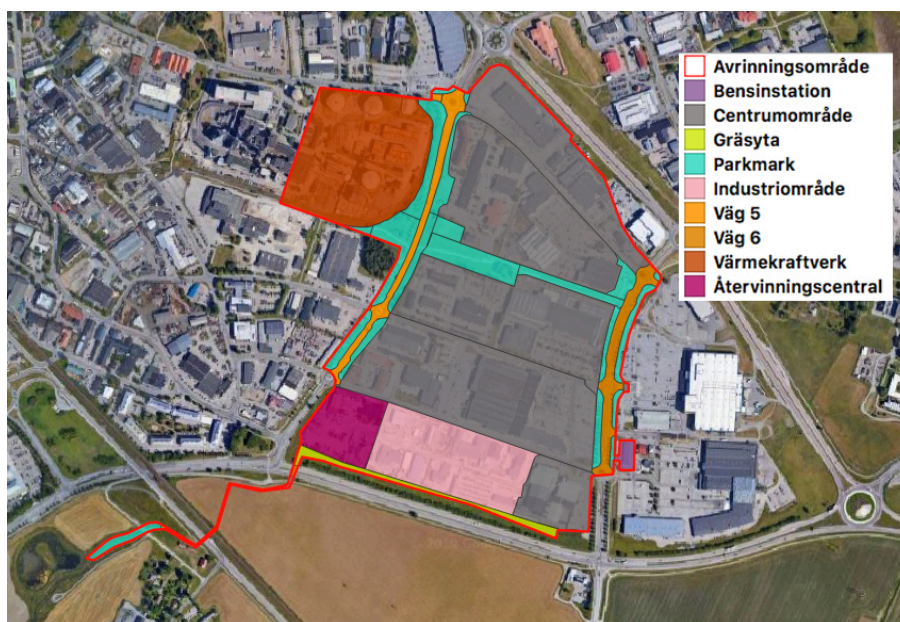 Avrinningsområde
Bensinstation
Centrumområde
Gräsyta
Parkmark
Industriområde
Väg 5
Väg 6
Värmekraftverk
Återvinningscentral